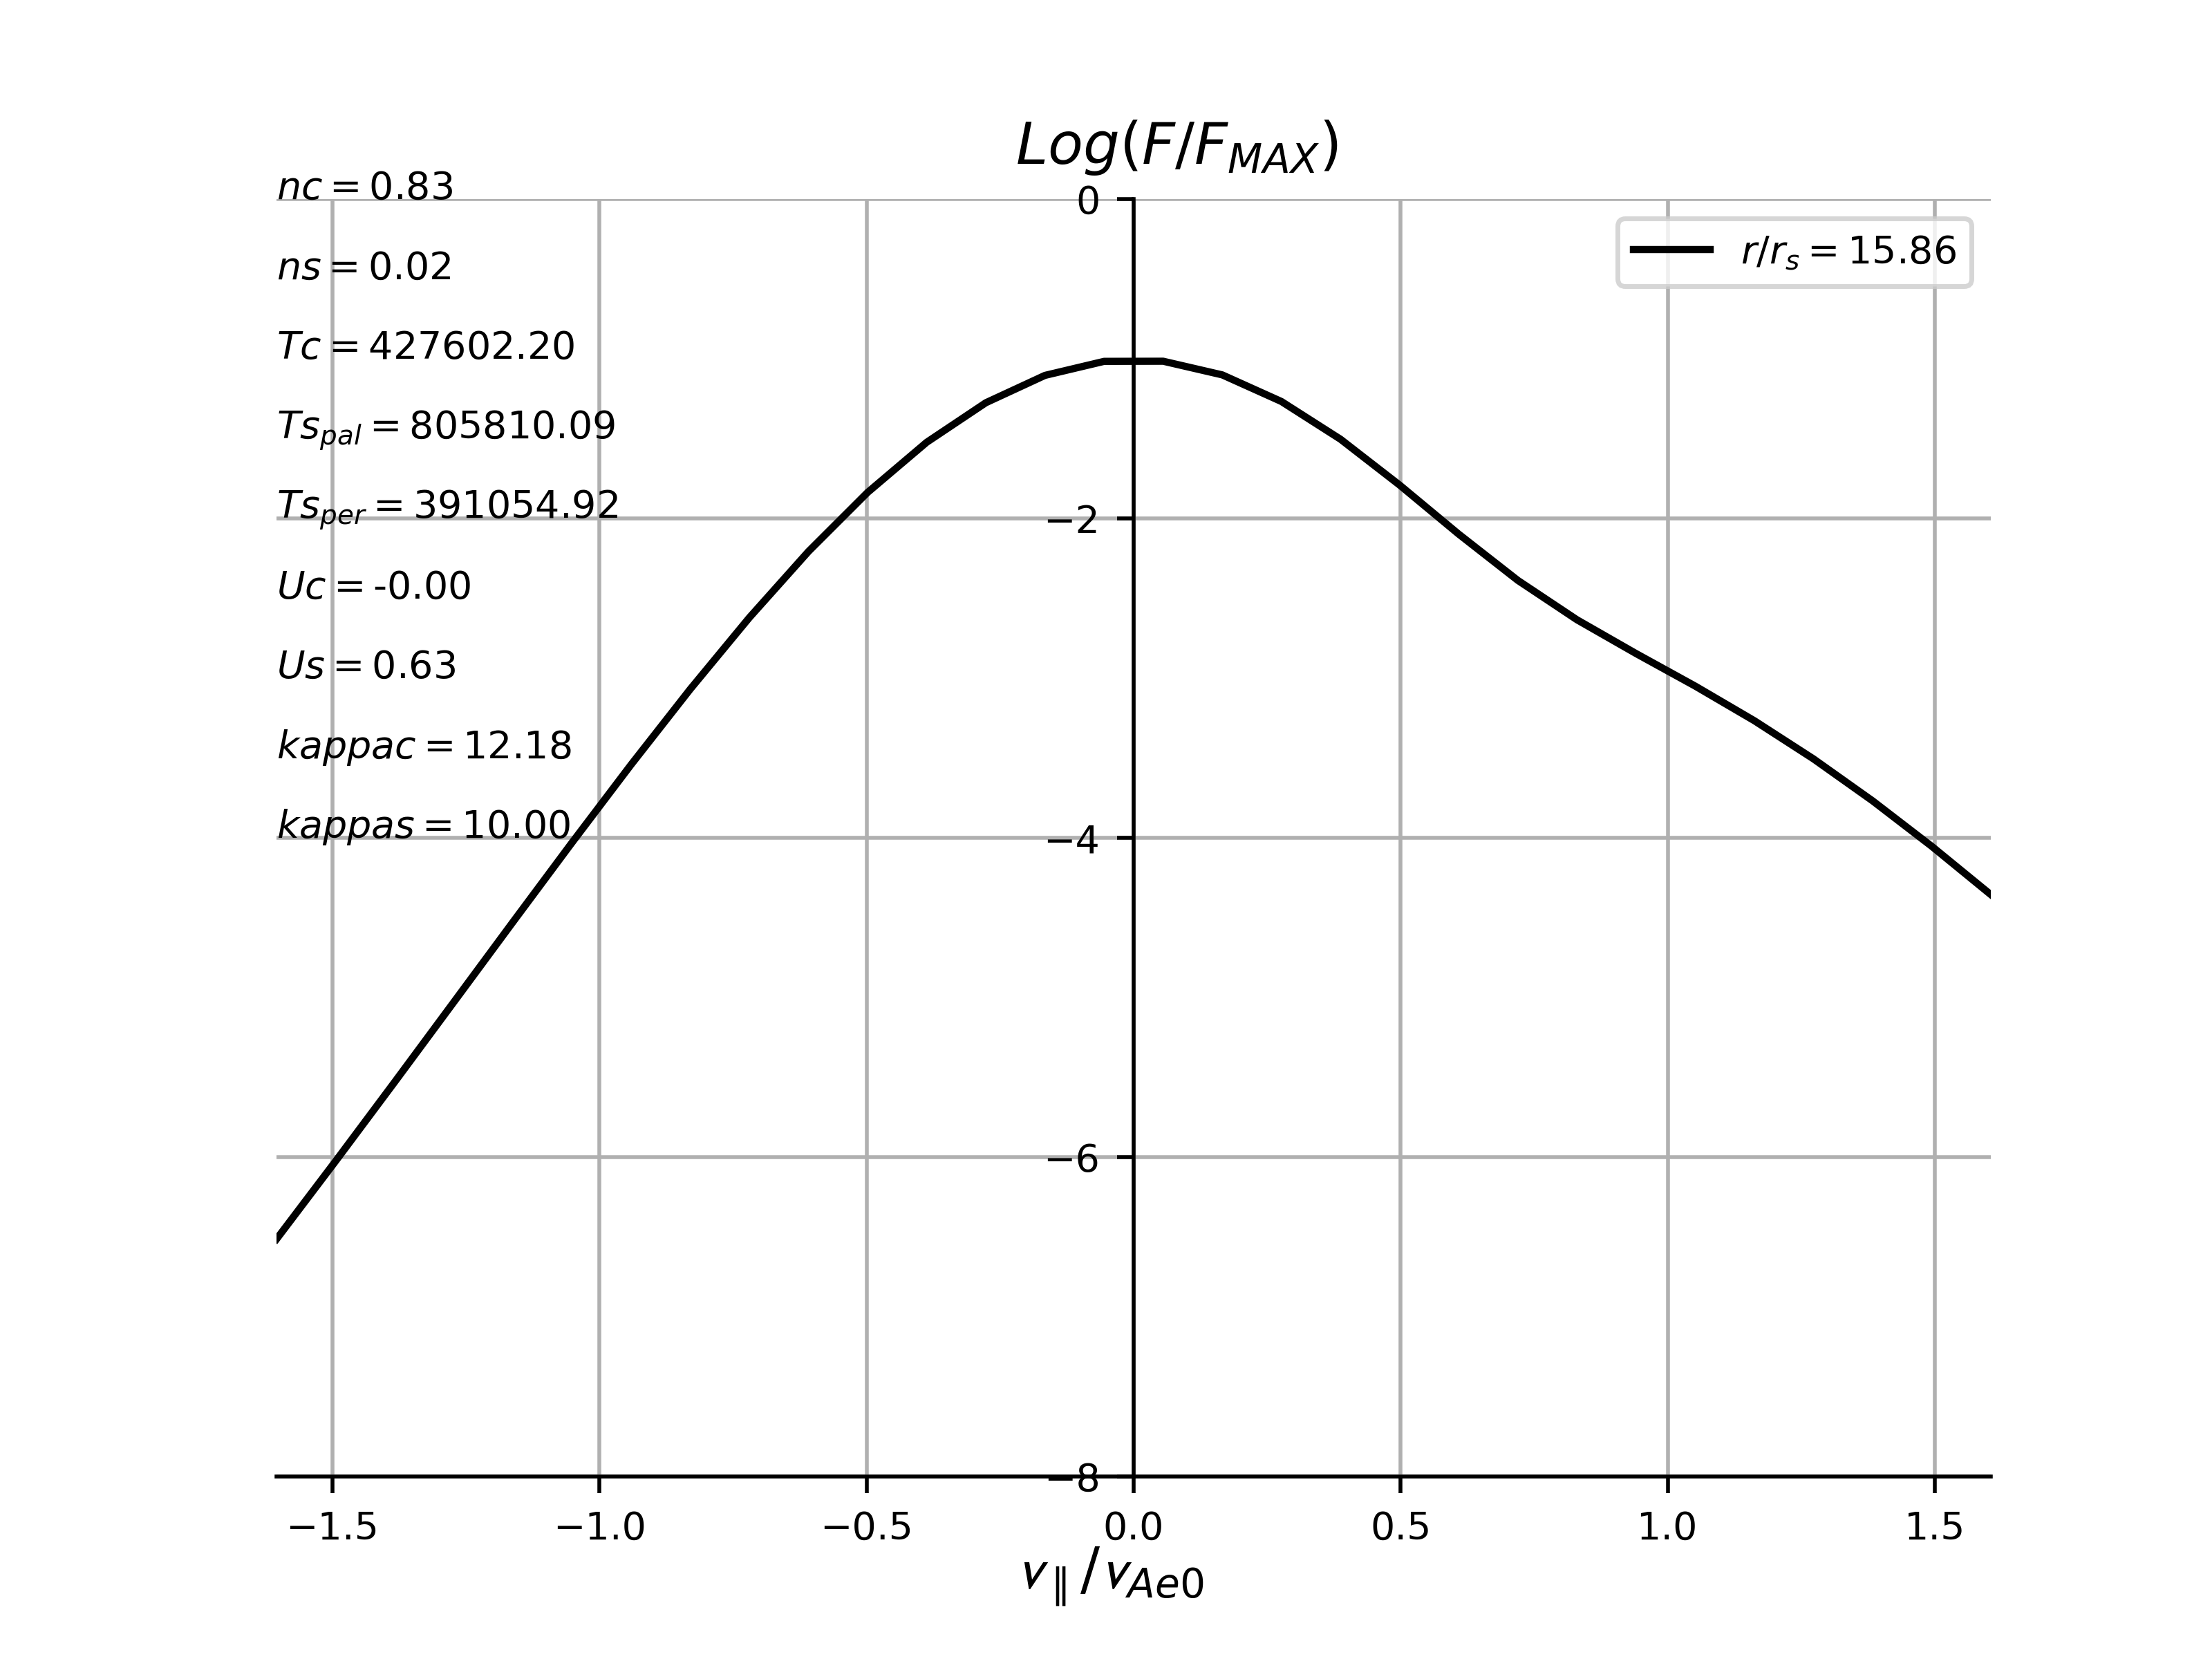 Log(F/F_MAX)
nc = 0.83
0
r/r_s = 15.86
ns = 0.02
Tc = 427602.20
Ts_pal = 805810.09
Ts_per = 391054.92
−2
Uc = -0.00
Us = 0.63
kappac = 12.18
kappas = 10.00
−4
−6
−8
−1.5 −1.0 −0.5 0.0 0.5 1.0 1.5
v_∥/v_Ae0